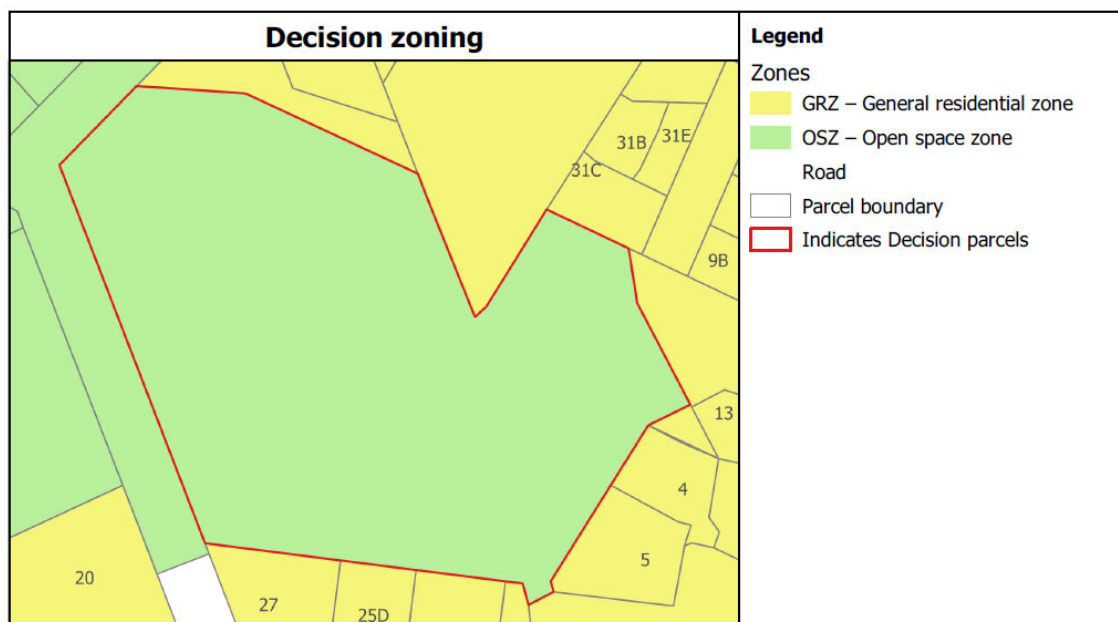 Decision zoning
31B
31E
31C
9B
13
4
5
20
27
25D
Legend
Zones
GRZ – General residential zone
OSZ – Open space zone
Road
Parcel boundary
Indicates Decision parcels